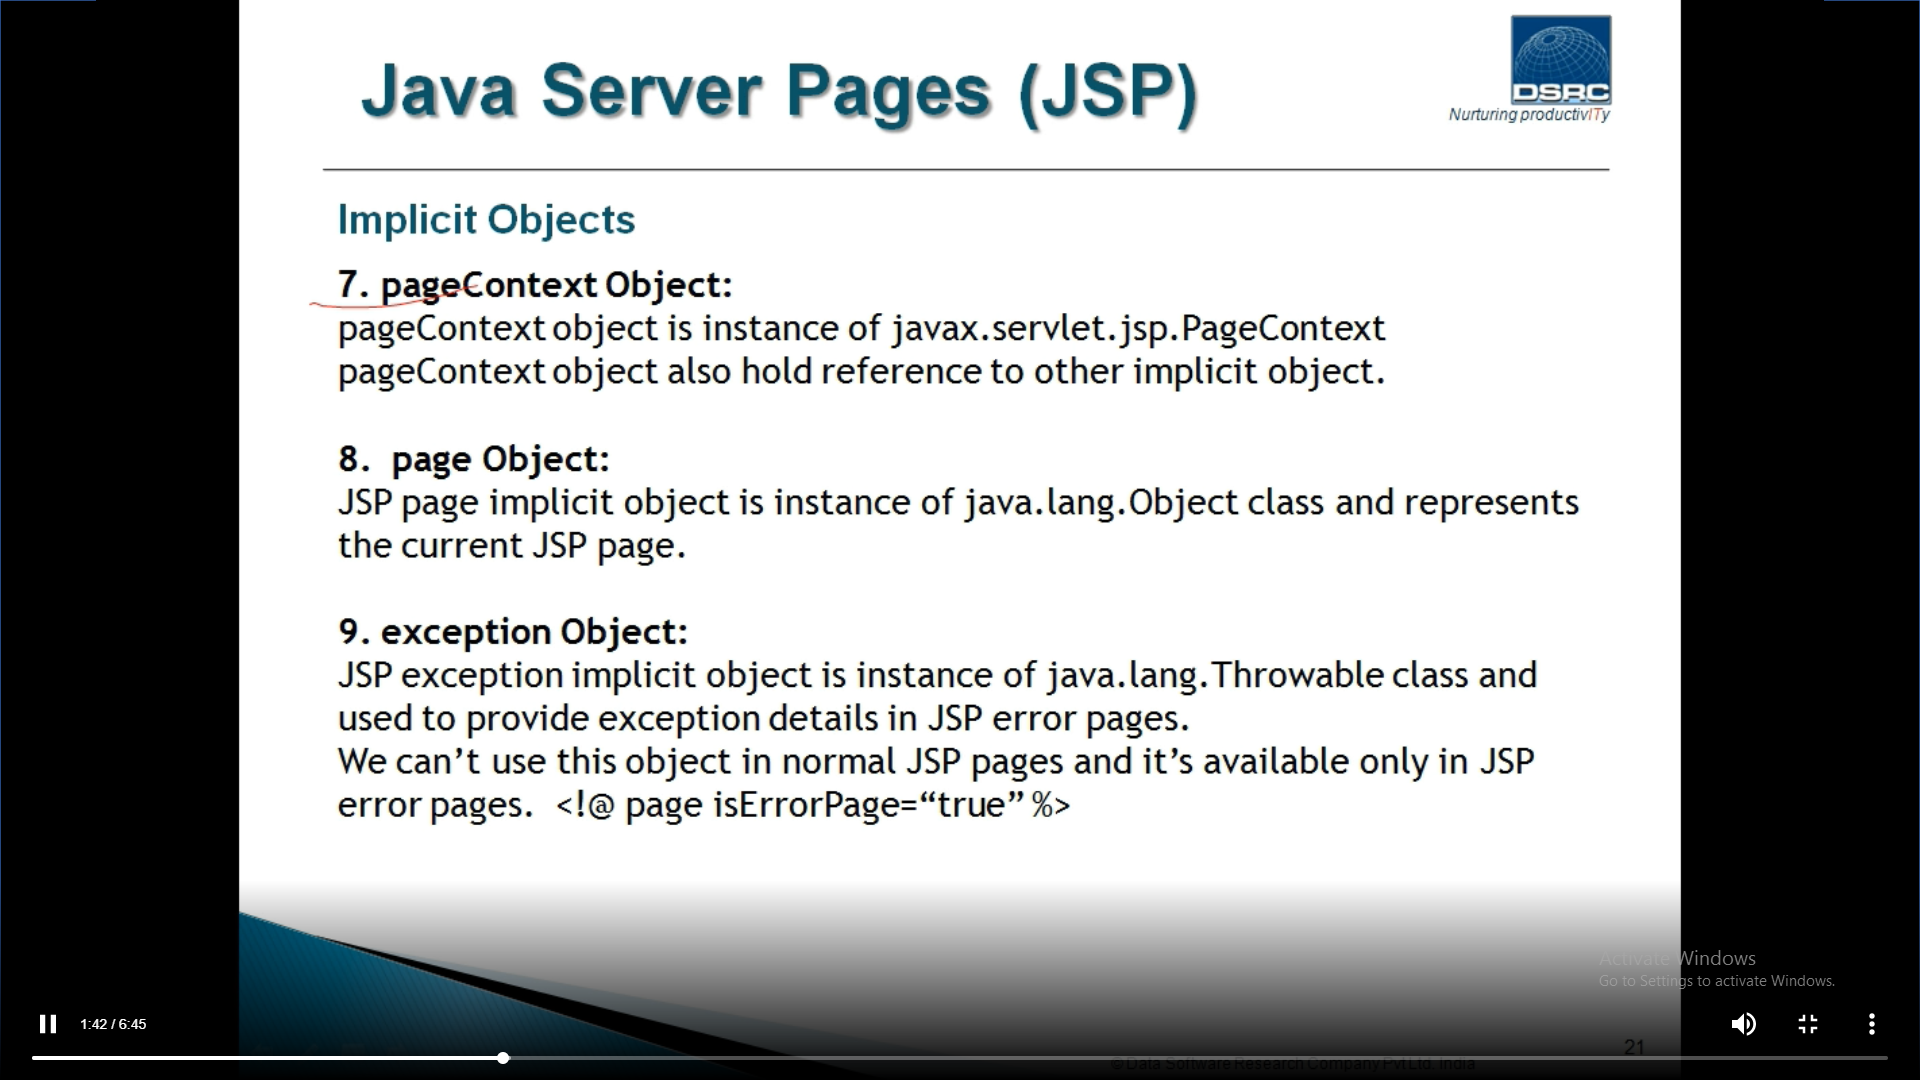 Java Server Pages (JSP)
DSRC
Nurturing productivITy
Implicit Objects
7. pageContext Object:
pageContext object is instance of javax.servlet.jsp.PageContext
pageContext object also hold reference to other implicit object.
8. page Object:
JSP page implicit object is instance of java.lang.Object class and represents
the current JSP page.
9. exception Object:
JSP exception implicit object is instance of java.lang.Throwable class and
used to provide exception details in JSP error pages.
We can’t use this object in normal JSP pages and it’s available only in JSP
error pages. <!@ page isErrorPage=“true” %>
Activate Windows
Go to Settings to activate Windows.
1:42 / 6:45
21
©Data Software Research Company Pvt Ltd. India